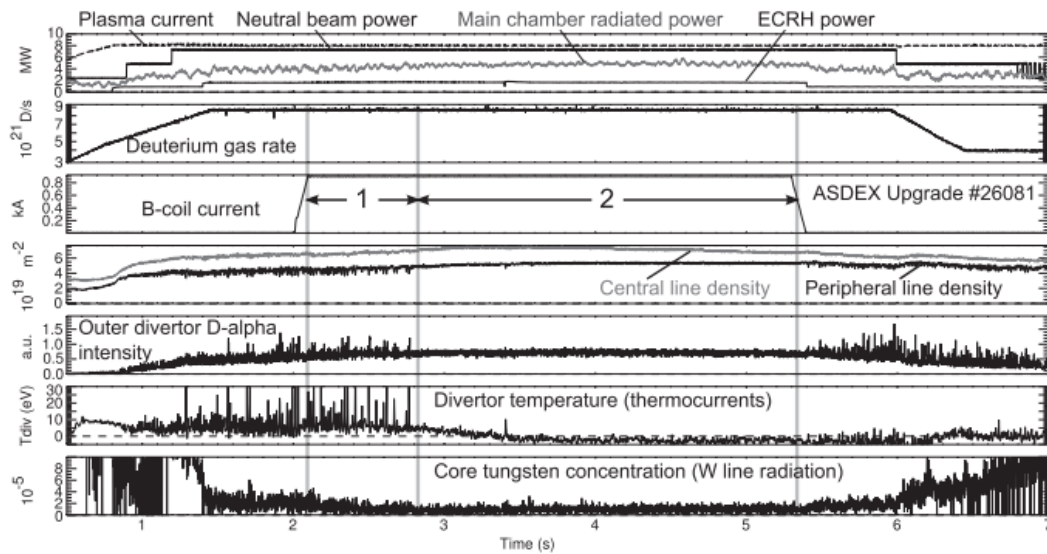 Plasma current Neutral beam power Main chamber radiated power ECRH power
MW
10
8
6
4
2
0
10 21 D/s
9
5
3
Deuterium gas rate
kA
0.8
0.6
0.4
0.2
B-coil current
1
2
ASDEX Upgrade #26081
10 19 m -2
6
4
2
0
Central line density
Peripheral line density
a.u.
1.5
1.0
0.5
0.0
Outer divertor D-alpha
intensity
Tdiv (eV)
30
20
10
0
Divertor temperature (thermocurrents)
10 -5
8
6
4
2
0
Core tungsten concentration (W line radiation)
1 2 3 4 5 6 7
Time (s)